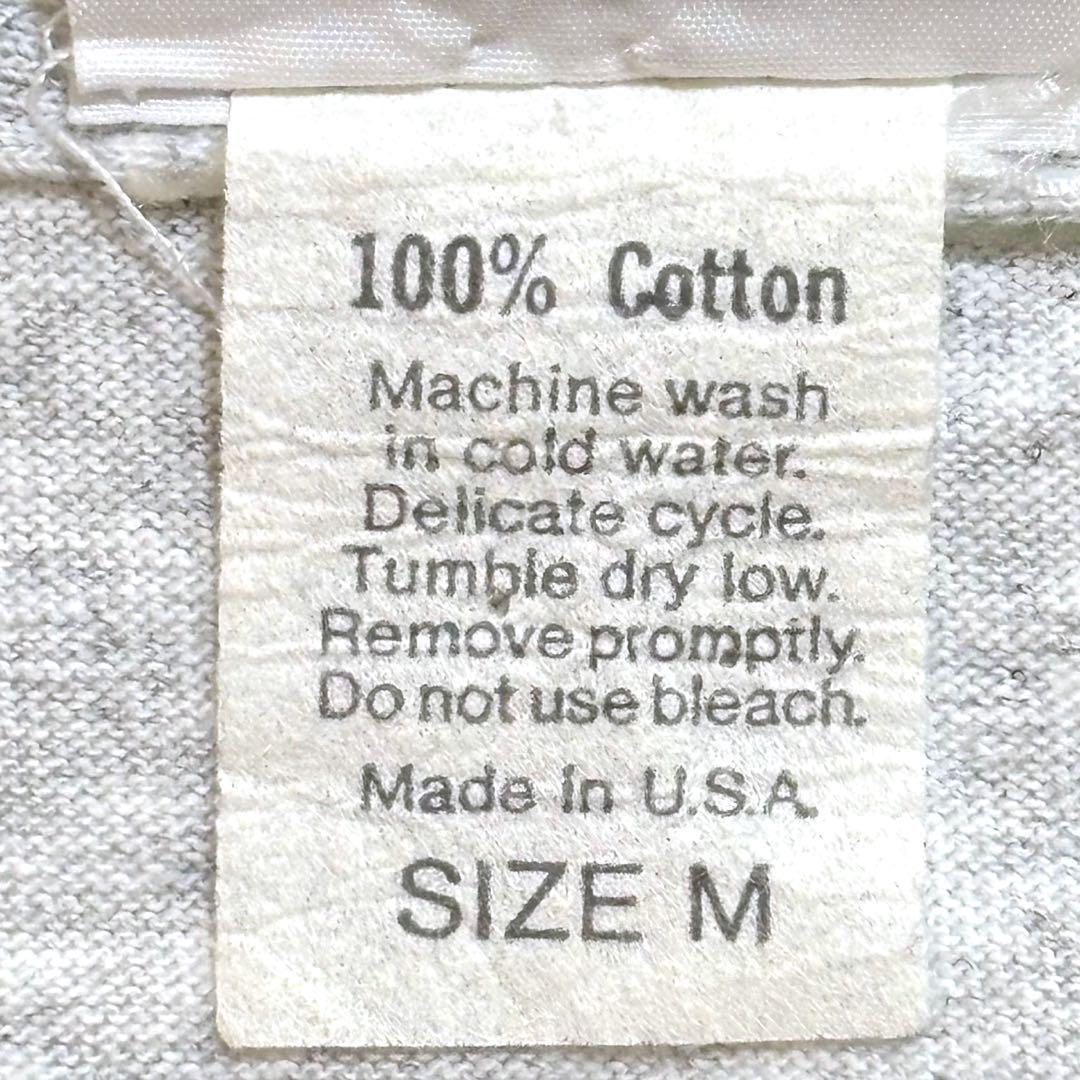 100% Cotton
Machine wash
in cold water.
Delicate cycle.
Tumble dry low.
Remove promptly.
Do not use bleach.
Made in U.S.A.
SIZE M